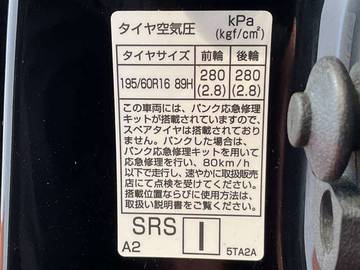 タイヤ空気圧 kPa
(kgf/c㎡)
タイヤサイズ 前輪 後輪
195/60R16 89H 280 280
(2.8) (2.8)
この車両には、パンク応急修理
キットが搭載されていますので、
スペアタイヤは搭載されており
ません。パンクした場合は、
パンク応急修理キットを用いて
応急修理を行い、80km/h
以下で走行し、速やかに取扱販売
店にて点検を受けてください。
搭載位置ならびに使用方法は、
取扱い説明書をご覧ください。
SRS I
A2 5TA2A